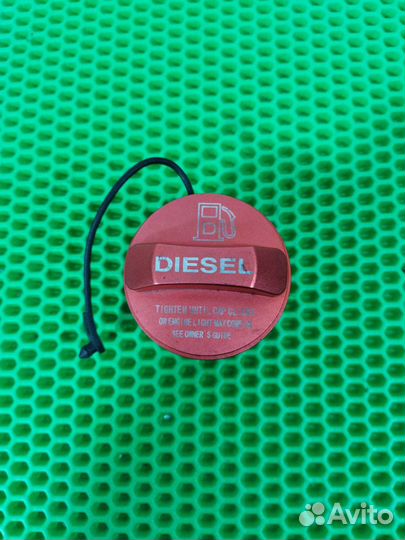 DIESEL
TIGHTEN UNTIL CAP CLICKS
OR ENGINE LIGHT MAY COME ON
SEE OWNER'S GUIDE
Avito